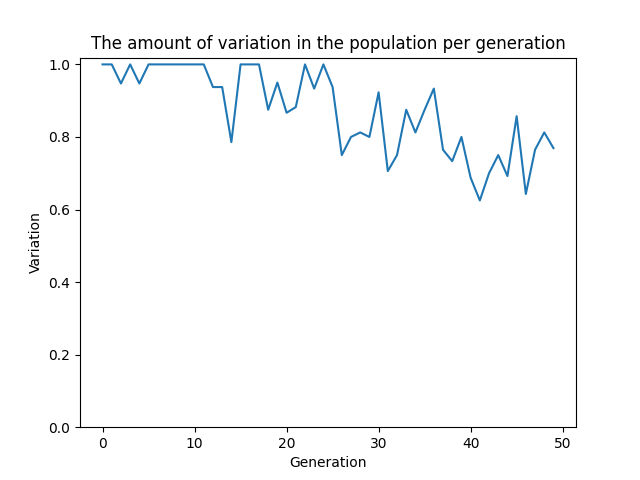 The amount of variation in the population per generation
1.0
0.8
0.6
0.4
0.2
0.0
Variation
0 10 20 30 40 50
Generation